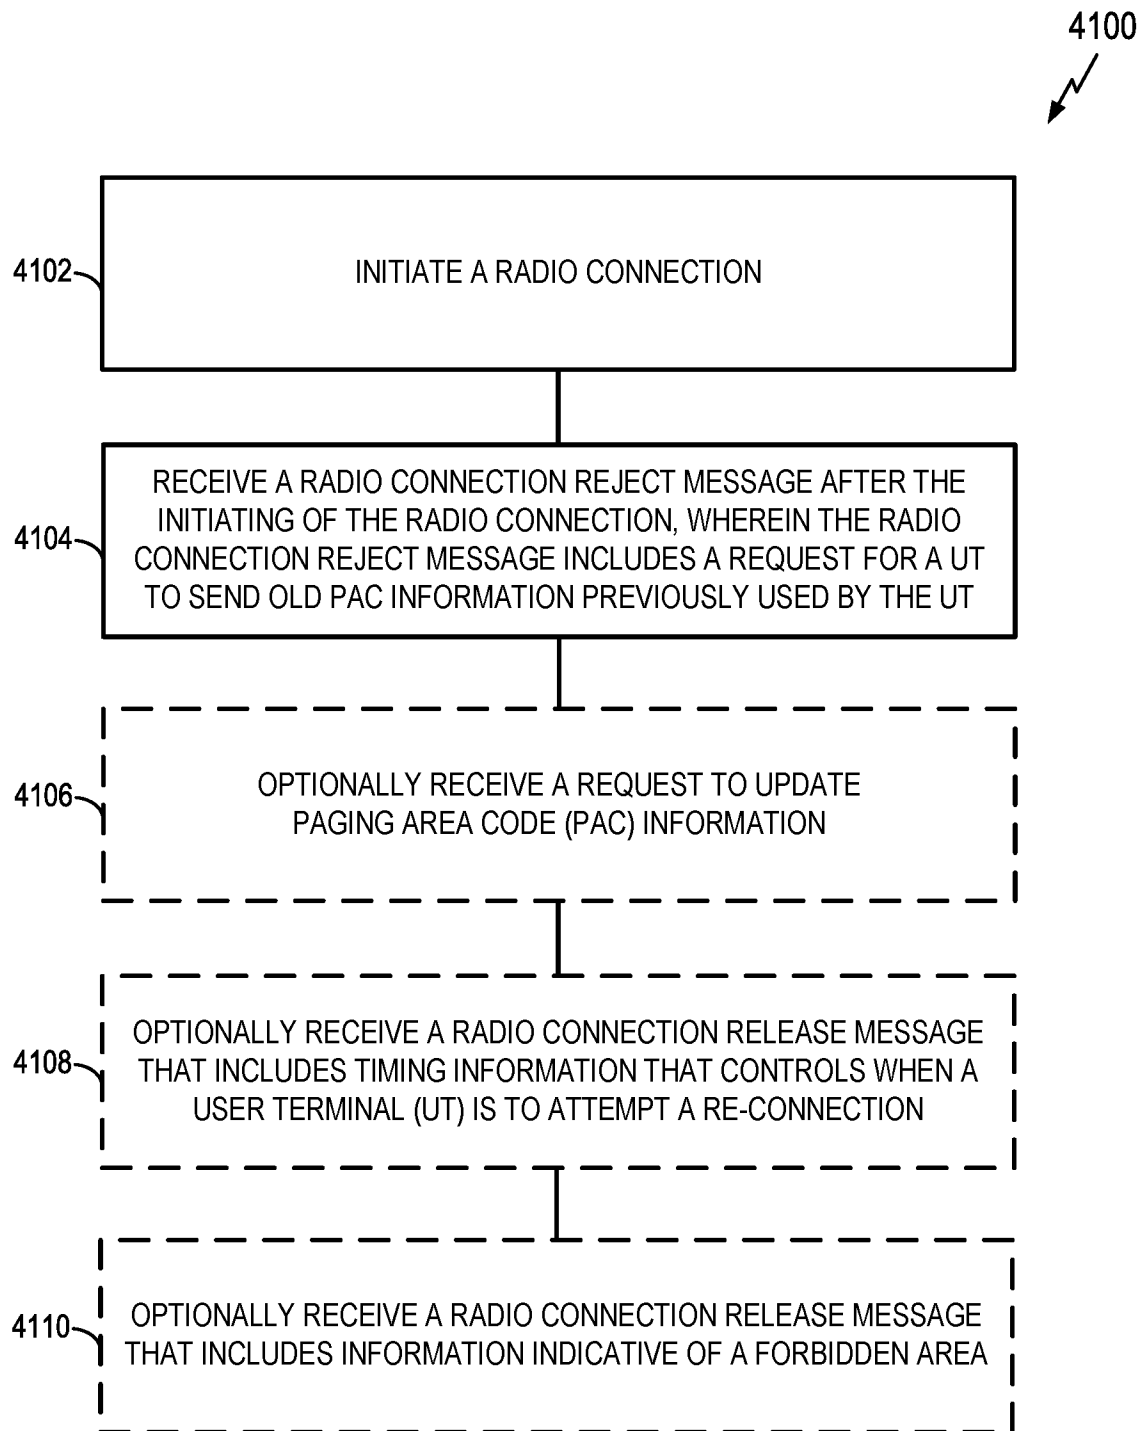 4100
4102
INITIATE A RADIO CONNECTION
4104
RECEIVE A RADIO CONNECTION REJECT MESSAGE AFTER THE
INITIATING OF THE RADIO CONNECTION, WHEREIN THE RADIO
CONNECTION REJECT MESSAGE INCLUDES A REQUEST FOR A UT
TO SEND OLD PAC INFORMATION PREVIOUSLY USED BY THE UT
4106
OPTIONALLY RECEIVE A REQUEST TO UPDATE
PAGING AREA CODE (PAC) INFORMATION
4108
OPTIONALLY RECEIVE A RADIO CONNECTION RELEASE MESSAGE
THAT INCLUDES TIMING INFORMATION THAT CONTROLS WHEN A
USER TERMINAL (UT) IS TO ATTEMPT A RE-CONNECTION
4110
OPTIONALLY RECEIVE A RADIO CONNECTION RELEASE MESSAGE
THAT INCLUDES INFORMATION INDICATIVE OF A FORBIDDEN AREA